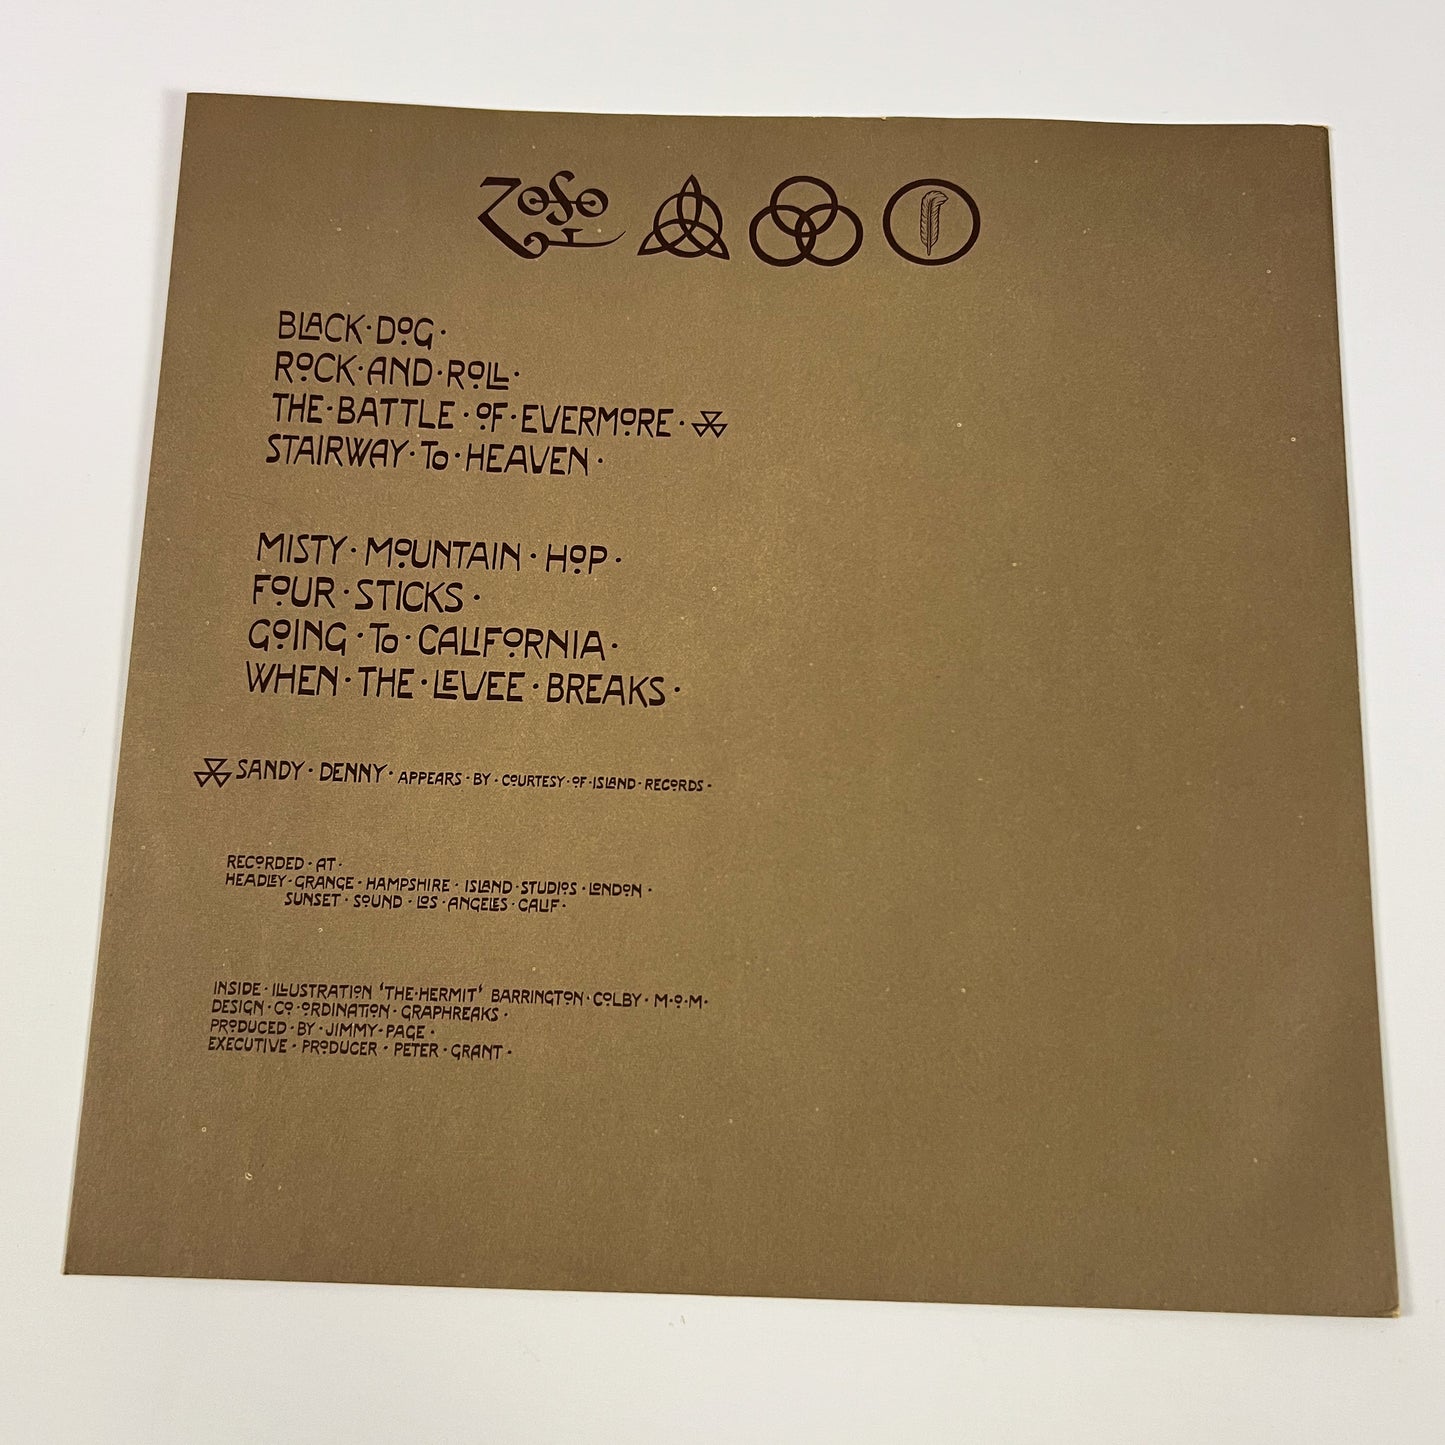 ZOSO
BLACK·DOG·
ROCK·AND·ROLL·
THE·BATTLE·OF·EVERMORE·
STAIRWAY·TO·HEAVEN·
MISTY·MOUNTAIN·HOP·
FOUR·STICKS·
GOING·TO·CALIFORNIA·
WHEN·THE·LEVEE·BREAKS·
SANDY·DENNY·APPEARS·BY·COURTESY·OF·ISLAND·RECORDS·
RECORDED·AT·
HEADLEY·GRANGE·HAMPSHIRE·ISLAND·STUDIOS·LONDON·
SUNSET·SOUND·LOS·ANGELES·CALIF·
INSIDE·ILLUSTRATION 'THE·HERMIT' BARRINGTON·COLBY·M·O·M·
DESIGN·CO·ORDINATION·GRAPHREAKS·
PRODUCED·BY·JIMMY·PAGE·
EXECUTIVE·PRODUCER·PETER·GRANT·